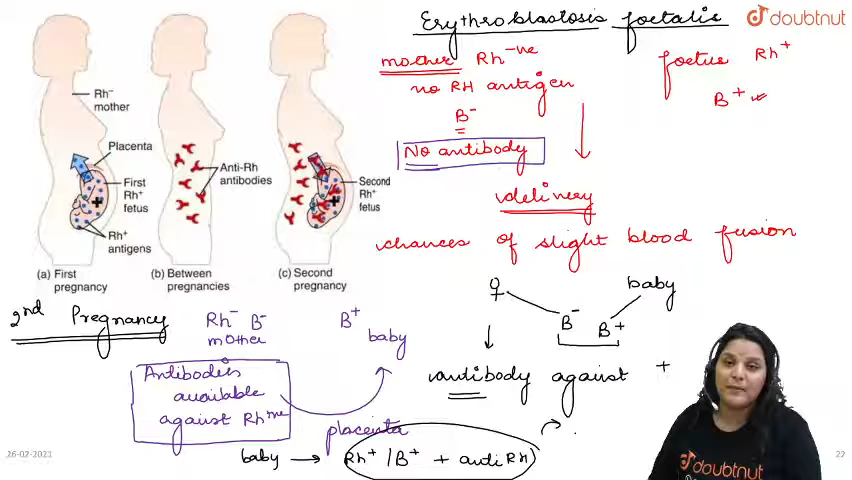 Erythroblastosis foetalis
doubtnut
mother Rh-ne
foetus Rh+
no RH antigen
B+
B-
No antibody
delivery
chances of slight blood fusion
Rh- mother
Placenta
First Rh+ fetus
Rh+ antigens
Anti-Rh antibodies
Second Rh+ fetus
(a) First pregnancy
(b) Between pregnancies
(c) Second pregnancy
♀
baby
B-
B+
antibody against +
2nd Pregnancy
Rh- B-
mother
B+
baby
Antibodies
available
against Rh+ve
placenta
baby → Rh+/B+ + anti RH
26-02-2021
22
doubtnut